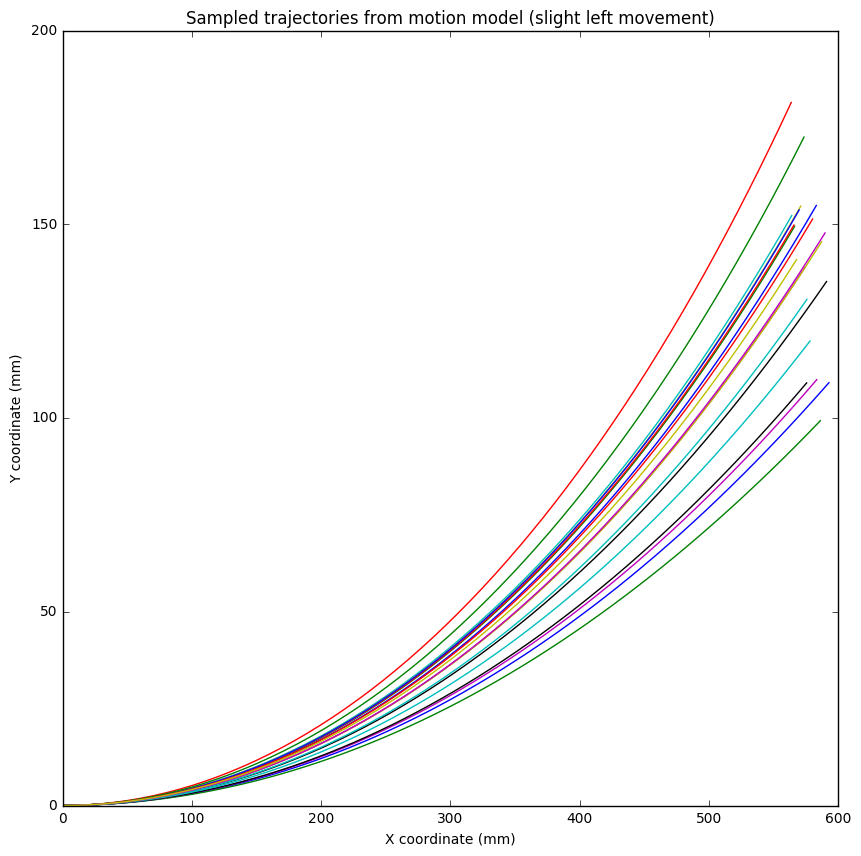 Sampled trajectories from motion model (slight left movement)
200
150
100
50
0
Y coordinate (mm)
0 100 200 300 400 500 600
X coordinate (mm)